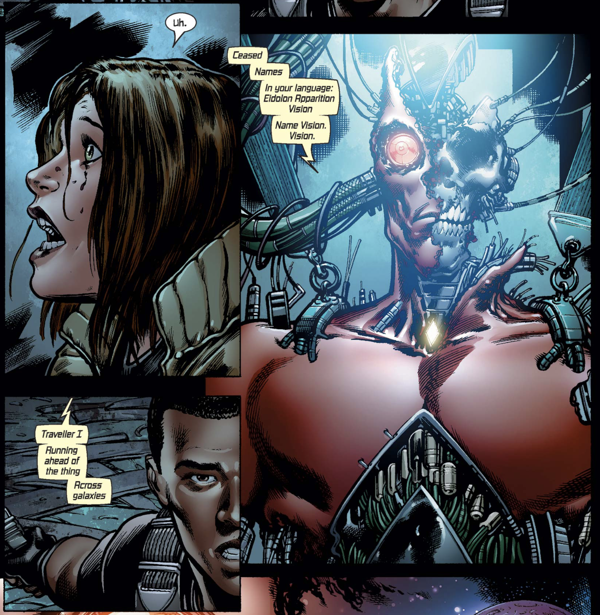 Uh.
Ceased
Names
In your language:
Eidolon Apparition
Vision
Name Vision.
Vision.
Traveller I
Running
ahead of
the thing
Across
galaxies